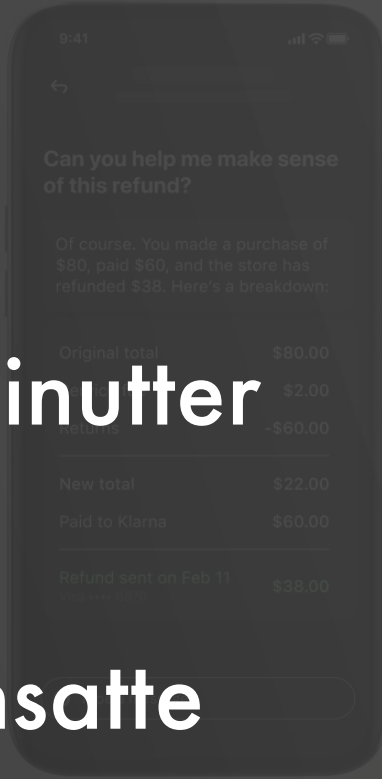 9:41
Can you help me make sense
of this refund?
Of course. You made a purchase of
$80, paid $60, and the store has
refunded $38. Here's a breakdown:
Original total $80.00
inutter
$2.00
Returns -$60.00
New total $22.00
Paid to Klarna $60.00
Refund sent on Feb 11 $38.00
nsatte